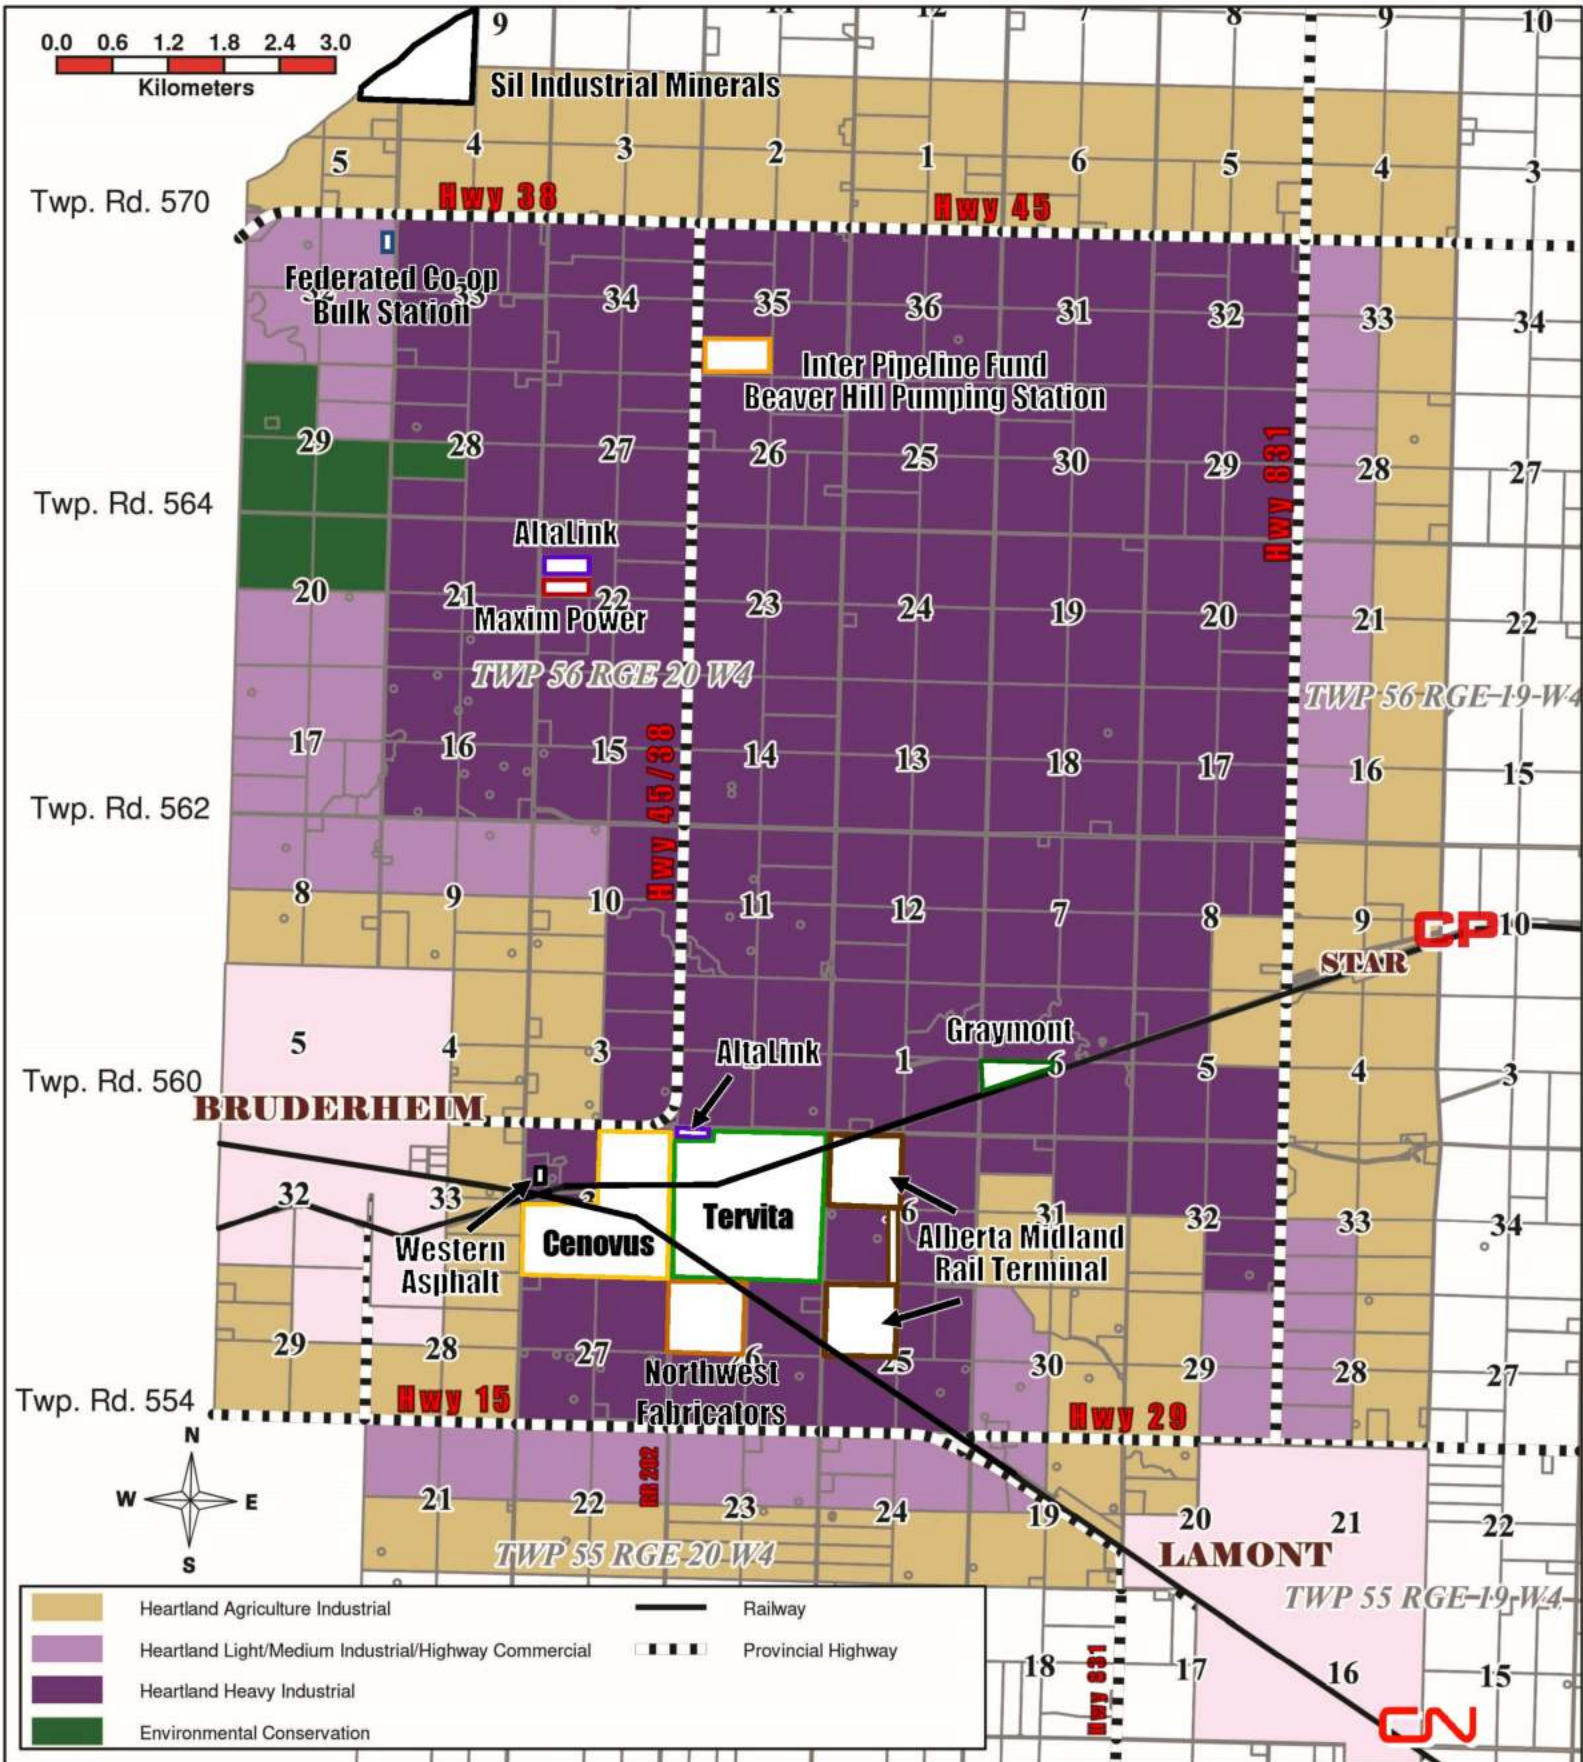 9 10 11 12 7 8 9 10
0.0 0.6 1.2 1.8 2.4 3.0
Kilometers
Sil Industrial Minerals
5 4 3 2 1 6 5 4 3
Twp. Rd. 570
Hwy 38
Hwy 45
Federated Co-op
Bulk Station
32 33 34 35 36 31 32 33 34
Inter Pipeline Fund
Beaver Hill Pumping Station
29 28 27 26 25 30 29 28 27
Hwy 831
Twp. Rd. 564
AltaLink
20 21 22 23 24 19 20 21 22
Maxim Power
TWP 56 RGE 20 W4
TWP 56 RGE-19-W4
17 16 15 14 13 18 17 16 15
Hwy 45/38
Twp. Rd. 562
8 9 10 11 12 7 8 9 10
CP
STAR
5 4 3 1 6 5 4 3
Graymont
AltaLink
Twp. Rd. 560
BRUDERHEIM
32 33 31 32 33 34
Cenovus
Tervita
Western
Asphalt
Alberta Midland
Rail Terminal
29 28 27 26 25 30 29 28 27
Northwest
Fabricators
Twp. Rd. 554
Hwy 15
Hwy 29
RR 202
N
W E
S
21 22 23 24 19 20 21 22
LAMONT
TWP 55 RGE-20 W4
TWP 55 RGE-19-W4
18 17 16 15
Hwy 831
CN
Heartland Agriculture Industrial
Heartland Light/Medium Industrial/Highway Commercial
Heartland Heavy Industrial
Environmental Conservation
Railway
Provincial Highway